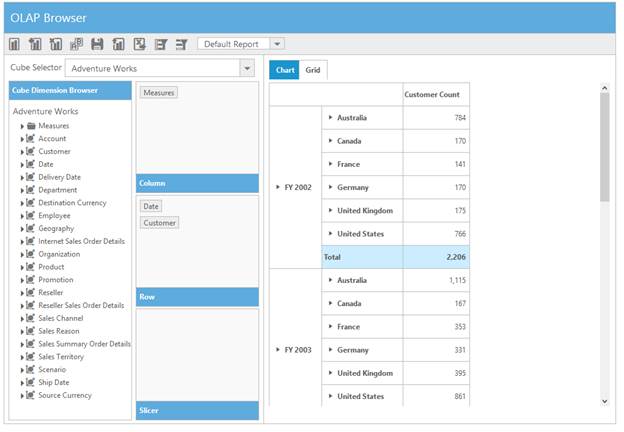 OLAP Browser
Default Report
Cube Selector
Adventure Works
Cube Dimension Browser
Adventure Works
Measures
Account
Customer
Date
Delivery Date
Department
Destination Currency
Employee
Geography
Internet Sales Order Details
Organization
Product
Promotion
Reseller
Reseller Sales Order Details
Sales Channel
Sales Reason
Sales Summary Order Details
Sales Territory
Scenario
Ship Date
Source Currency
Measures
Column
Date
Customer
Row
Slicer
Chart Grid
Customer Count
FY 2002
Australia 784
Canada 170
France 141
Germany 170
United Kingdom 175
United States 766
Total 2,206
FY 2003
Australia 1,115
Canada 167
France 353
Germany 331
United Kingdom 395
United States 861